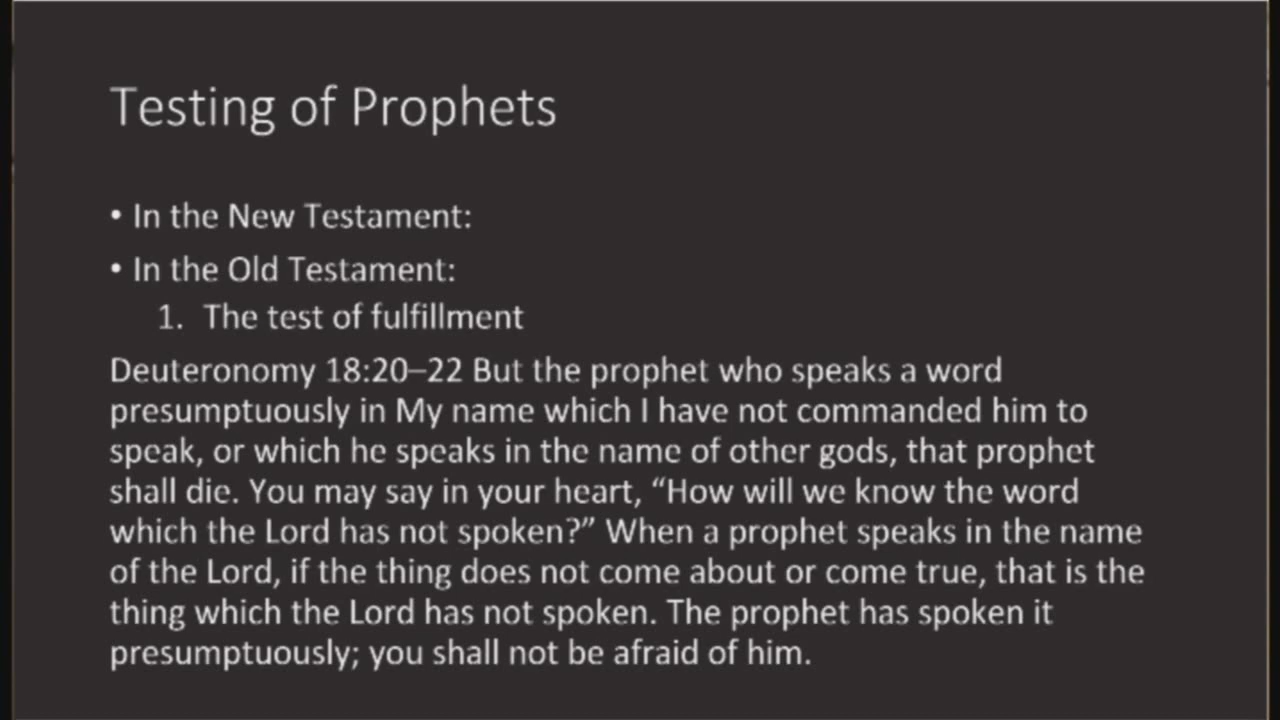 Testing of Prophets
• In the New Testament:
• In the Old Testament:
1. The test of fulfillment
Deuteronomy 18:20–22 But the prophet who speaks a word
presumptuously in My name which I have not commanded him to
speak, or which he speaks in the name of other gods, that prophet
shall die. You may say in your heart, “How will we know the word
which the Lord has not spoken?” When a prophet speaks in the name
of the Lord, if the thing does not come about or come true, that is the
thing which the Lord has not spoken. The prophet has spoken it
presumptuously; you shall not be afraid of him.